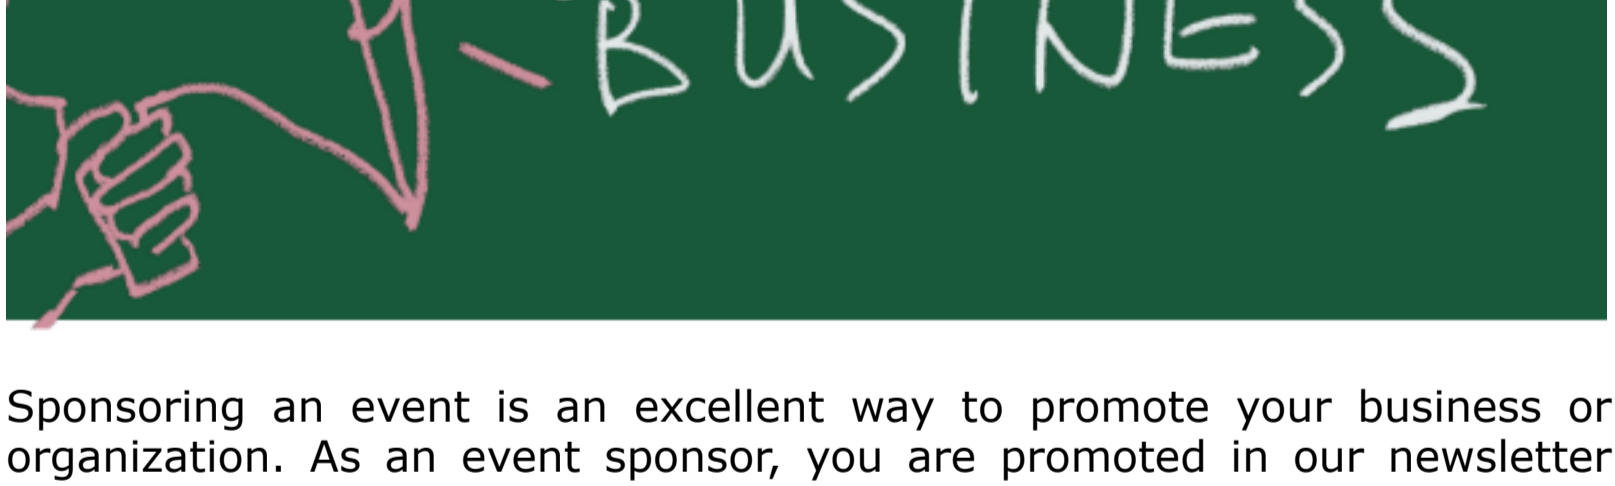 BUSINESS
Sponsoring an event is an excellent way to promote your business or
organization. As an event sponsor, you are promoted in our newsletter